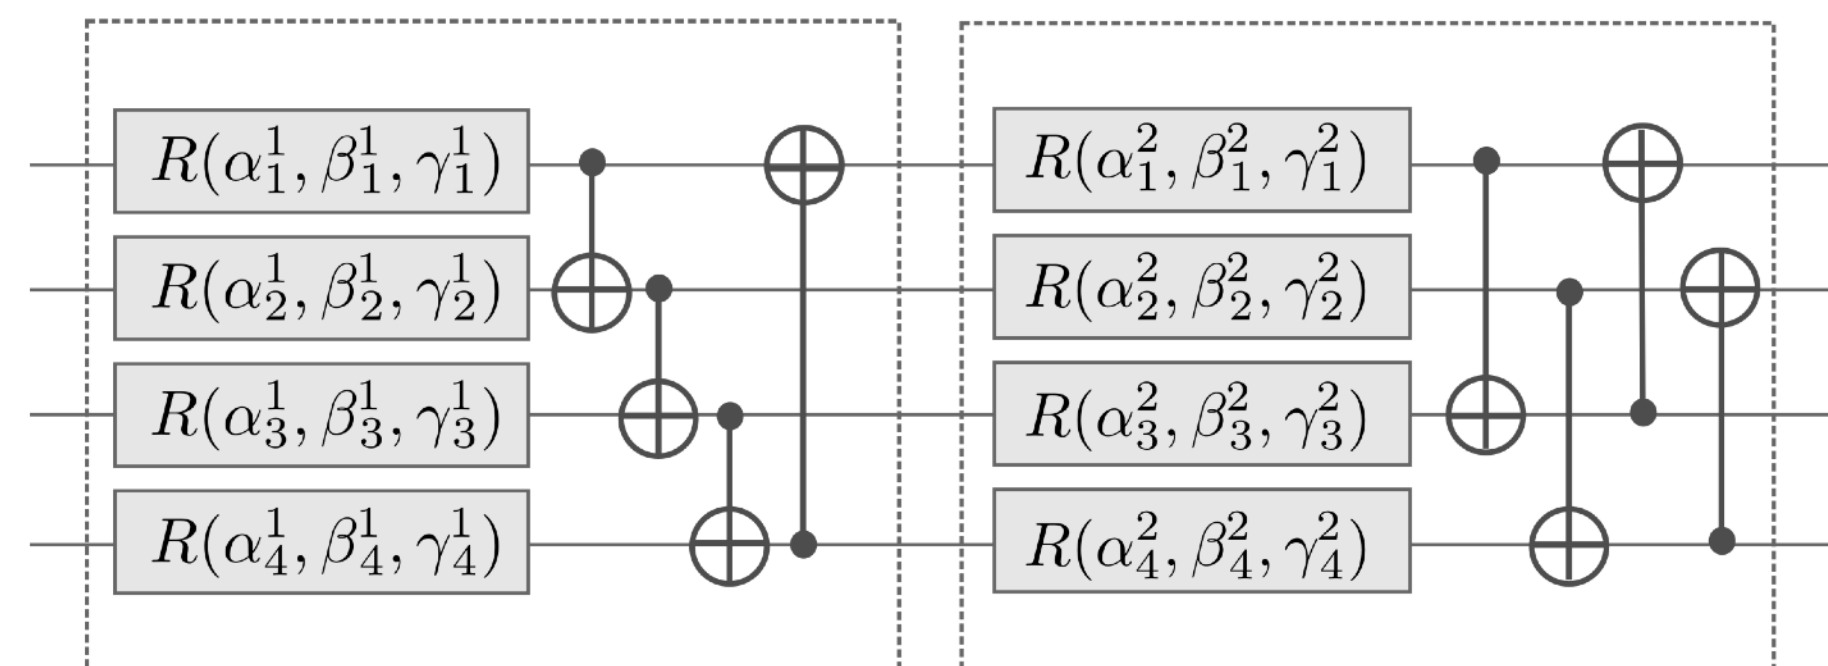 R(α₁¹, β₁¹, γ₁¹) R(α₁², β₁², γ₁²)
R(α₂¹, β₂¹, γ₂¹) R(α₂², β₂², γ₂²)
R(α₃¹, β₃¹, γ₃¹) R(α₃², β₃², γ₃²)
R(α₄¹, β₄¹, γ₄¹) R(α₄², β₄², γ₄²)